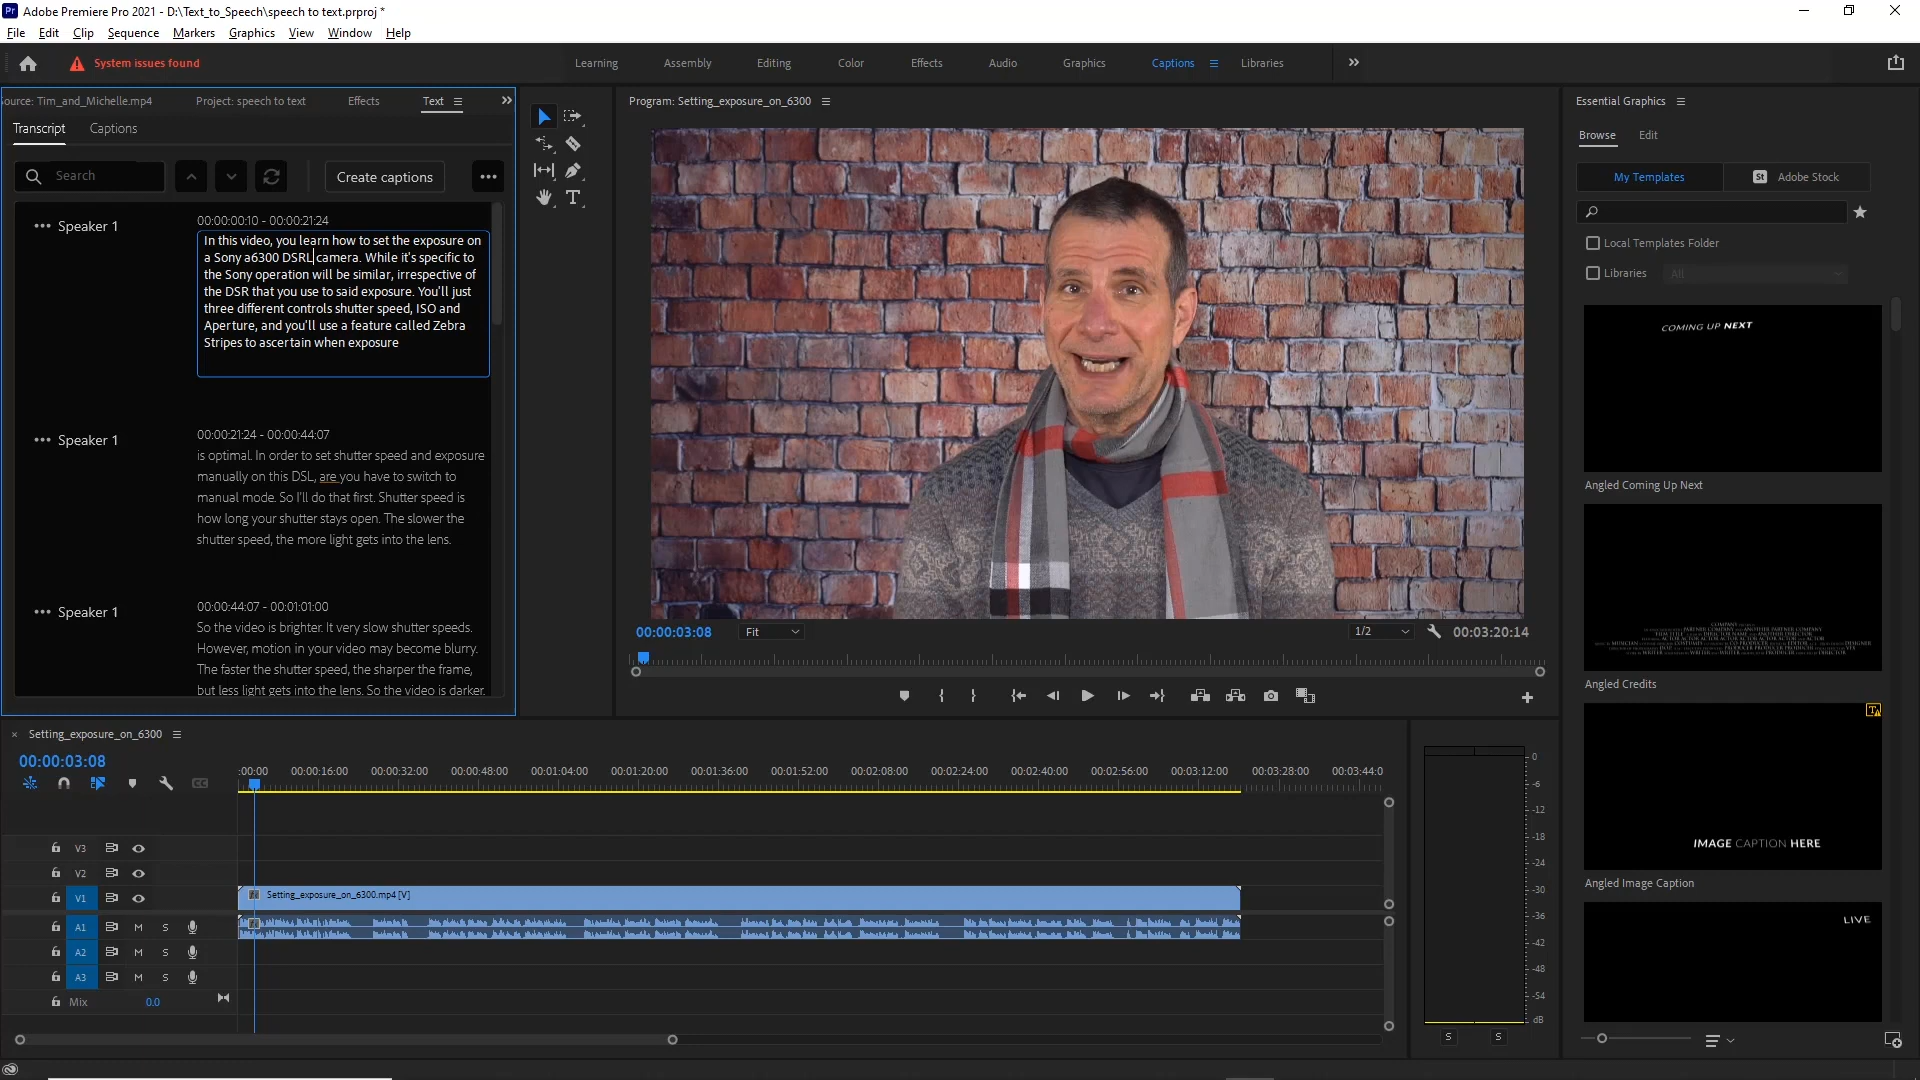 Adobe Premiere Pro 2021 - D:\Text_to_Speech\speech to text.prproj *
File Edit Clip Sequence Markers Graphics View Window Help
System issues found
Learning Assembly Editing Color Effects Audio Graphics Captions Libraries
ource: Tim_and_Michelle.mp4 Project: speech to text Effects Text
Transcript Captions
Search Create captions
Speaker 1
00:00:00:10 - 00:00:21:24
In this video, you learn how to set the exposure on
a Sony a6300 DSRL camera. While it's specific to
the Sony operation will be similar, irrespective of
the DSR that you use to said exposure. You'll just
three different controls shutter speed, ISO and
Aperture, and you'll use a feature called Zebra
Stripes to ascertain when exposure
Speaker 1
00:00:21:24 - 00:00:44:07
is optimal. In order to set shutter speed and exposure
manually on this DSL, are you have to switch to
manual mode. So I'll do that first. Shutter speed is
how long your shutter stays open. The slower the
shutter speed, the more light gets into the lens.
Speaker 1
00:00:44:07 - 00:01:01:00
So the video is brighter. It very slow shutter speeds.
However, motion in your video may become blurry.
The faster the shutter speed, the sharper the frame,
but less light gets into the lens. So the video is darker.
Program: Setting_exposure_on_6300
00:00:03:08 Fit 1/2 00:03:20:14
Essential Graphics
Browse Edit
My Templates St Adobe Stock
Local Templates Folder
Libraries All
COMING UP NEXT
Angled Coming Up Next
Angled Credits
IMAGE CAPTION HERE
Angled Image Caption
LIVE
Setting_exposure_on_6300
00:00:03:08
:00:00 00:00:16:00 00:00:32:00 00:00:48:00 00:01:04:00 00:01:20:00 00:01:36:00 00:01:52:00 00:02:08:00 00:02:24:00 00:02:40:00 00:02:56:00 00:03:12:00 00:03:28:00 00:03:44:0
V3
V2
V1
Setting_exposure_on_6300.mp4 [V]
A1 M S
A2 M S
A3 M S
Mix 0.0
0
-6
-12
-18
-24
-30
-36
-42
-48
-54
dB
S S